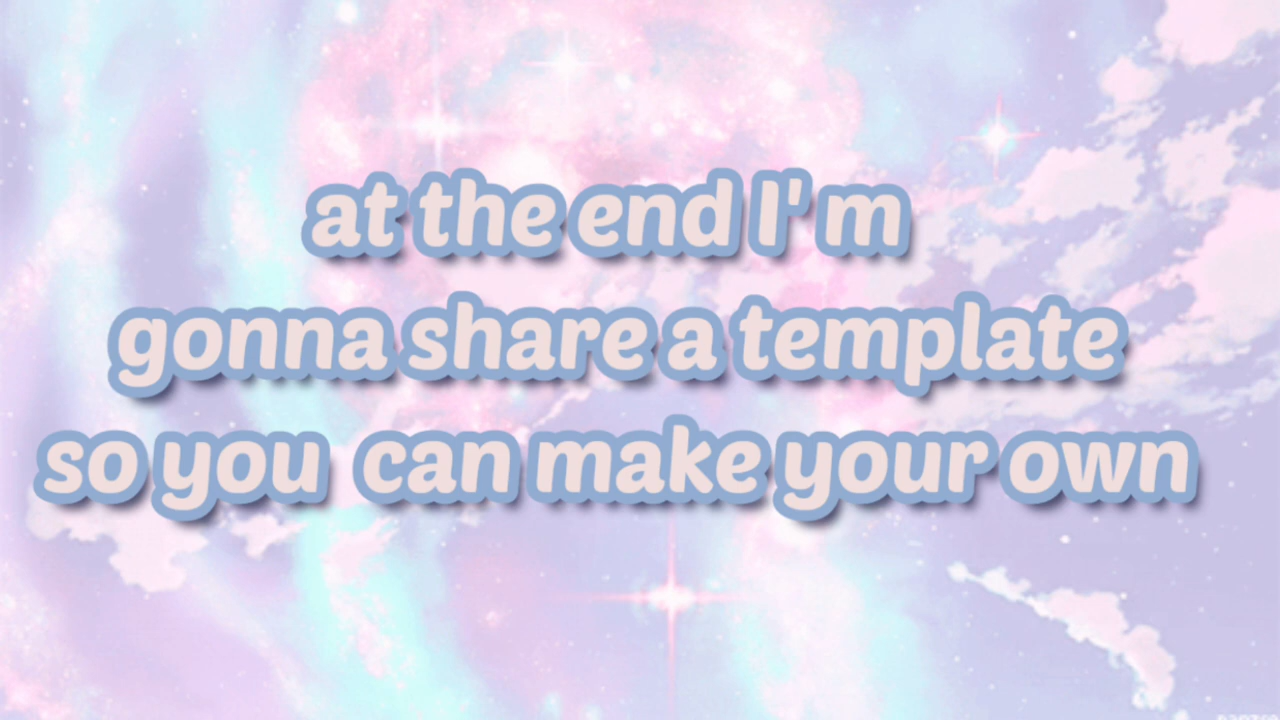 at the end I'm
gonna share a template
so you can make your own